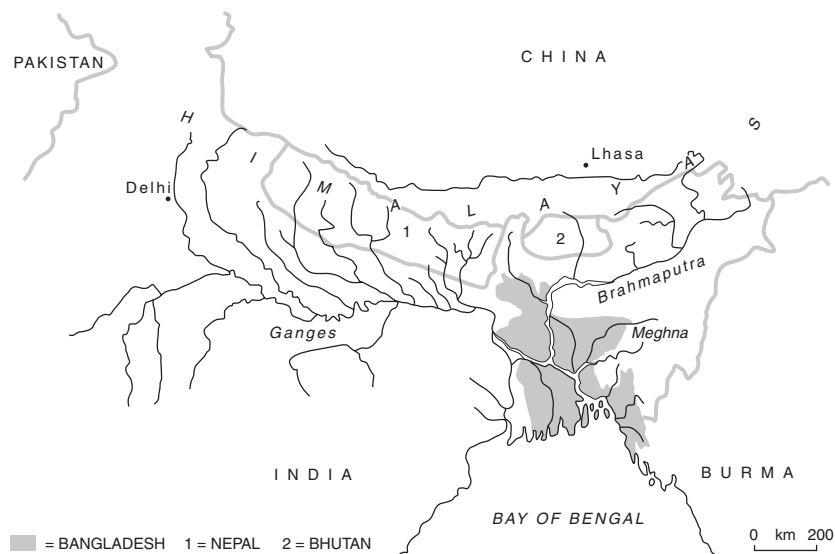 CHINA
PAKISTAN
HIMALAYAS
Lhasa
Delhi
1
2
Brahmaputra
Ganges
Meghna
INDIA
BURMA
BAY OF BENGAL
= BANGLADESH 1 = NEPAL 2 = BHUTAN
0 km 200